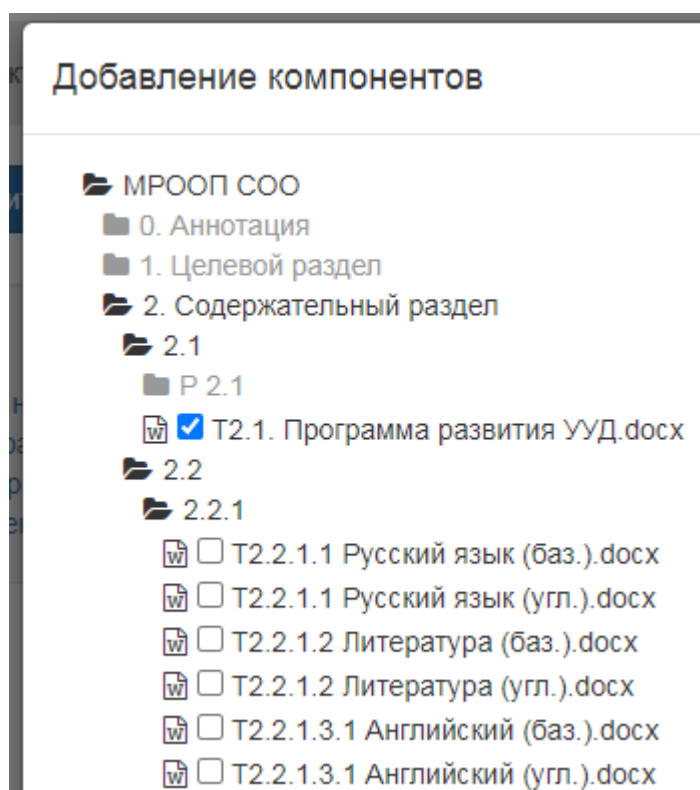 Добавление компонентов
МРООП СОО
0. Аннотация
1. Целевой раздел
2. Содержательный раздел
2.1
Р 2.1
Т2.1. Программа развития УУД.docx
2.2
2.2.1
Т2.2.1.1 Русский язык (баз.).docx
Т2.2.1.1 Русский язык (угл.).docx
Т2.2.1.2 Литература (баз.).docx
Т2.2.1.2 Литература (угл.).docx
Т2.2.1.3.1 Английский (баз.).docx
Т2.2.1.3.1 Английский (угл.).docx